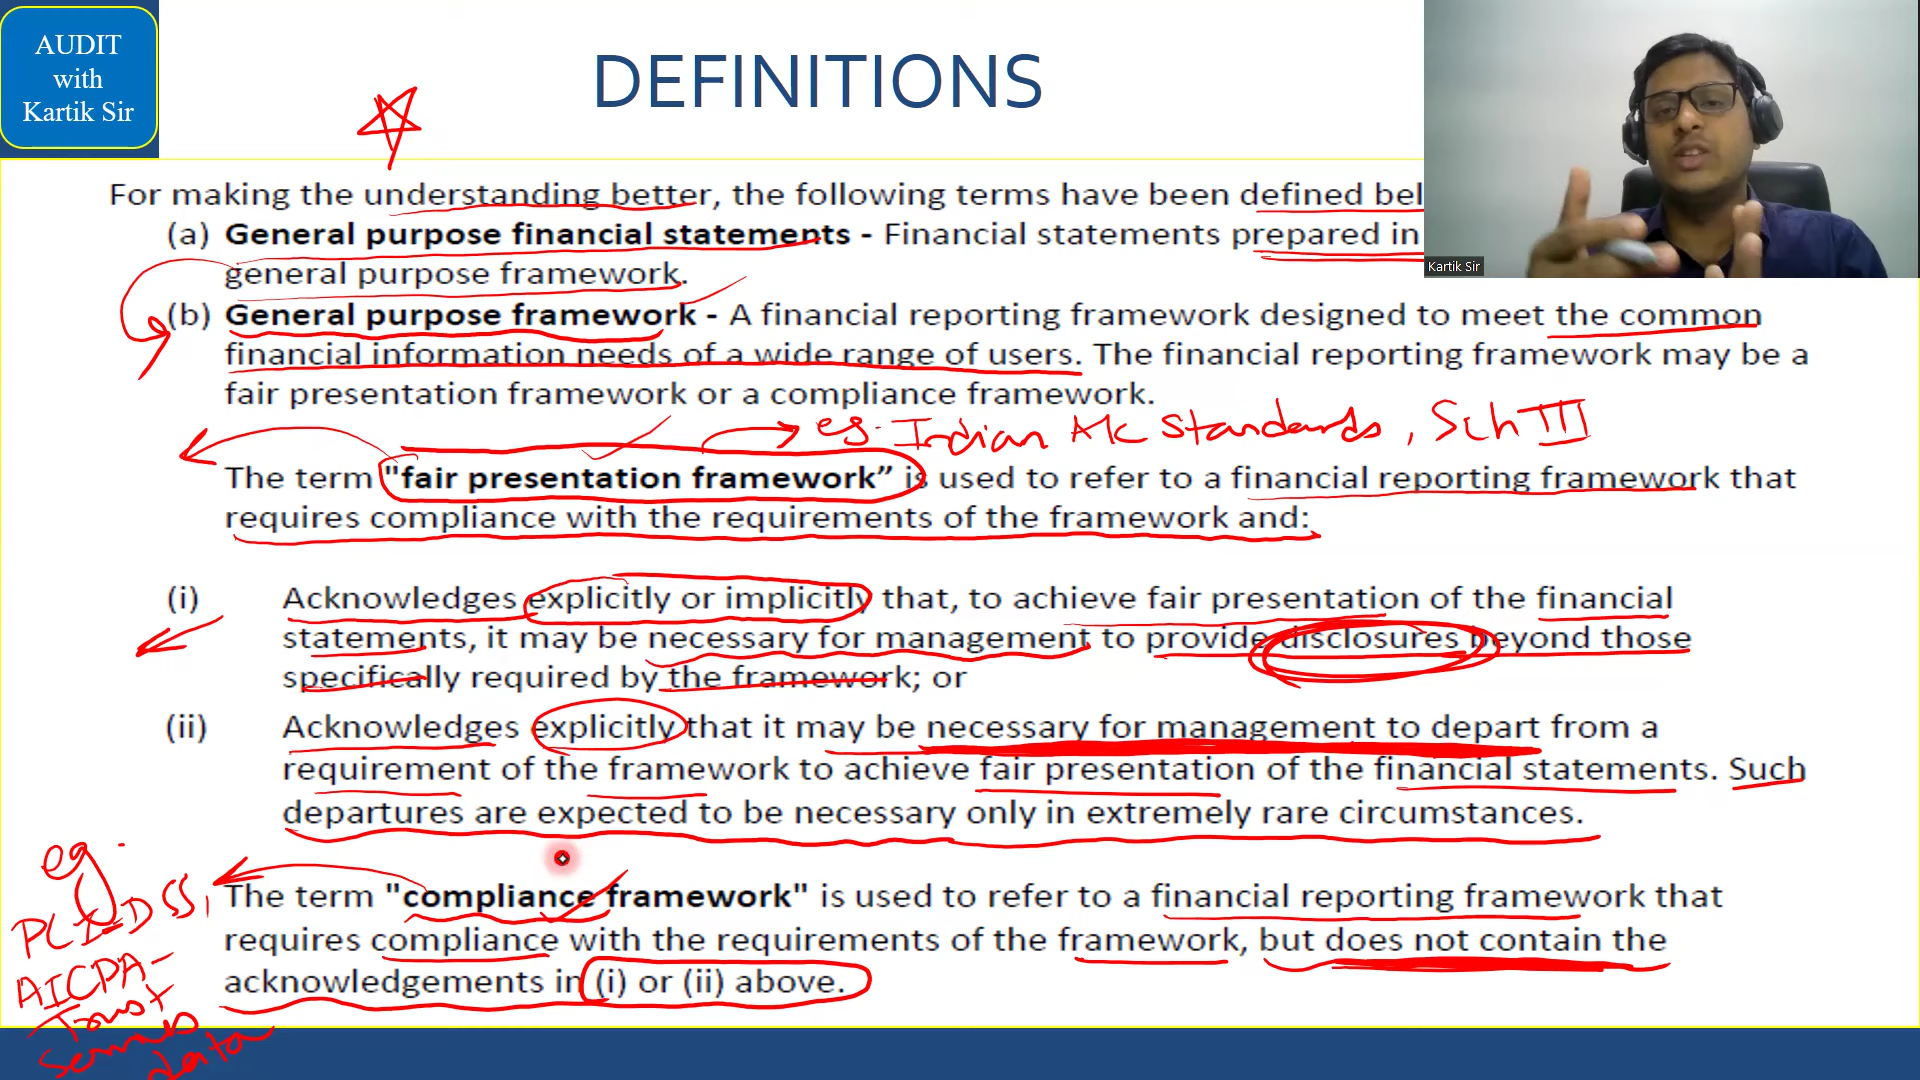 AUDIT
with
Kartik Sir
DEFINITIONS
Kartik Sir
For making the understanding better, the following terms have been defined bel
(a) General purpose financial statements - Financial statements prepared in
general purpose framework.
(b) General purpose framework - A financial reporting framework designed to meet the common
financial information needs of a wide range of users. The financial reporting framework may be a
fair presentation framework or a compliance framework.
eg. Indian A/c Standards, Sch III
The term "fair presentation framework” is used to refer to a financial reporting framework that
requires compliance with the requirements of the framework and:
(i) Acknowledges explicitly or implicitly that, to achieve fair presentation of the financial
statements, it may be necessary for management to provide disclosures beyond those
specifically required by the framework; or
(ii) Acknowledges explicitly that it may be necessary for management to depart from a
requirement of the framework to achieve fair presentation of the financial statements. Such
departures are expected to be necessary only in extremely rare circumstances.
The term "compliance framework" is used to refer to a financial reporting framework that
requires compliance with the requirements of the framework, but does not contain the
acknowledgements in (i) or (ii) above.
eg.
PCI-DSS,
AICPA-
Trust
data